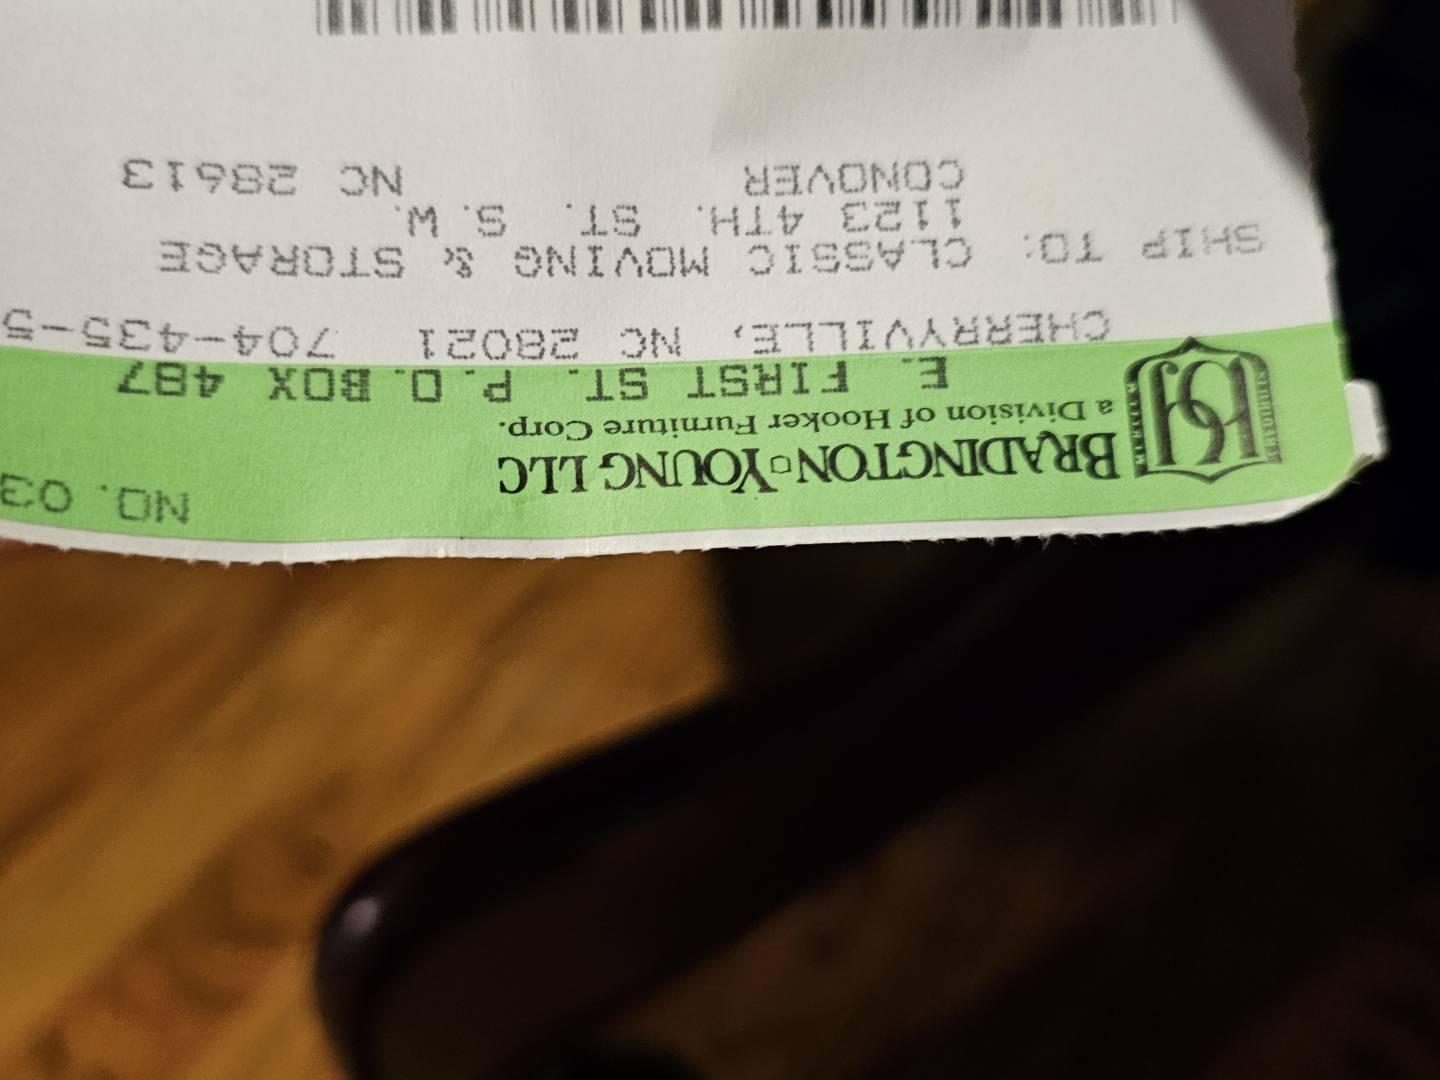 NO. 03
BRADINGTON YOUNG LLC
a Division of Hooker Furniture Corp.
E. FIRST ST. P.O. BOX 487
CHERRYVILLE, NC 28021 704-435-5
SHIP TO: CLASSIC MOVING & STORAGE
1123 4TH. ST. S.W.
CONOVER NC 28613